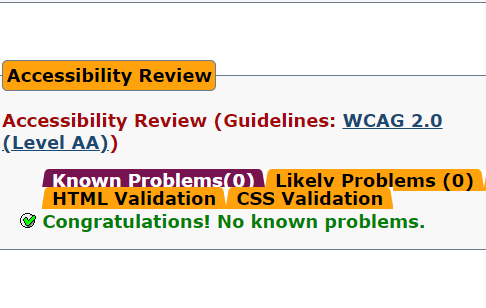 Accessibility Review
Accessibility Review (Guidelines: WCAG 2.0
(Level AA))
Known Problems(0) Likely Problems (0)
HTML Validation CSS Validation
Congratulations! No known problems.